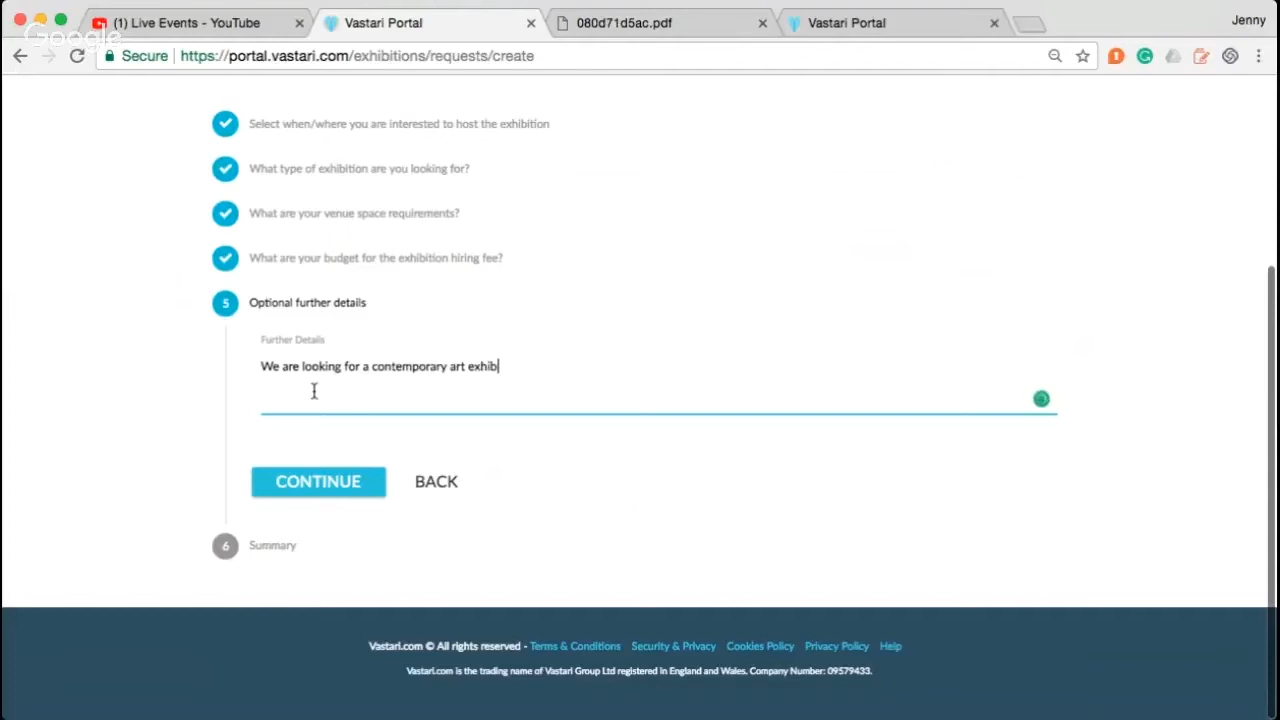 (1) Live Events - YouTube
Vastari Portal
080d71d5ac.pdf
Vastari Portal
Jenny
Google
Secure
https://portal.vastari.com/exhibitions/requests/create
Select when/where you are interested to host the exhibition
What type of exhibition are you looking for?
What are your venue space requirements?
What are your budget for the exhibition hiring fee?
5 Optional further details
Further Details
We are looking for a contemporary art exhib
CONTINUE BACK
6 Summary
Vastari.com © All rights reserved - Terms & Conditions Security & Privacy Cookies Policy Privacy Policy Help
Vastari.com is the trading name of Vastari Group Ltd registered in England and Wales. Company Number: 09579433.